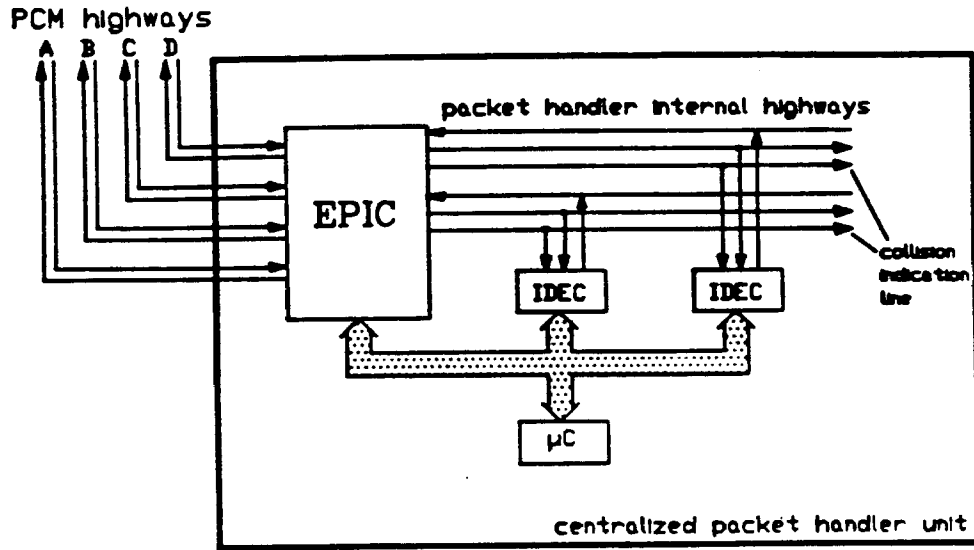 PCM highways
A B C D
packet handler internal highways
EPIC
collision
indication
line
IDEC IDEC
µC
centralized packet handler unit